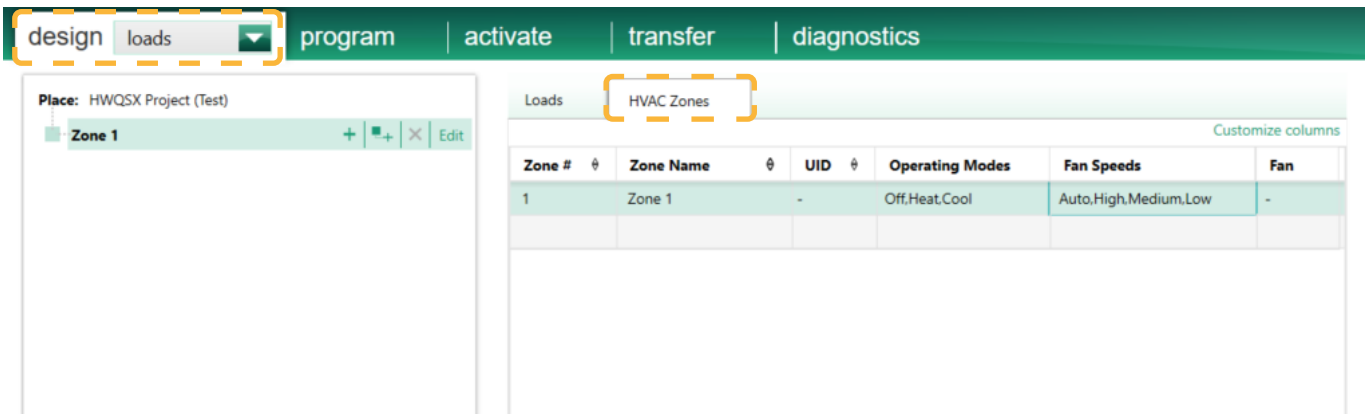 design loads program activate transfer diagnostics
Place: HWQSX Project (Test)
Zone 1 Edit
Loads HVAC Zones
Customize columns
Zone # Zone Name UID Operating Modes Fan Speeds Fan
1 Zone 1 - Off,Heat,Cool Auto,High,Medium,Low -